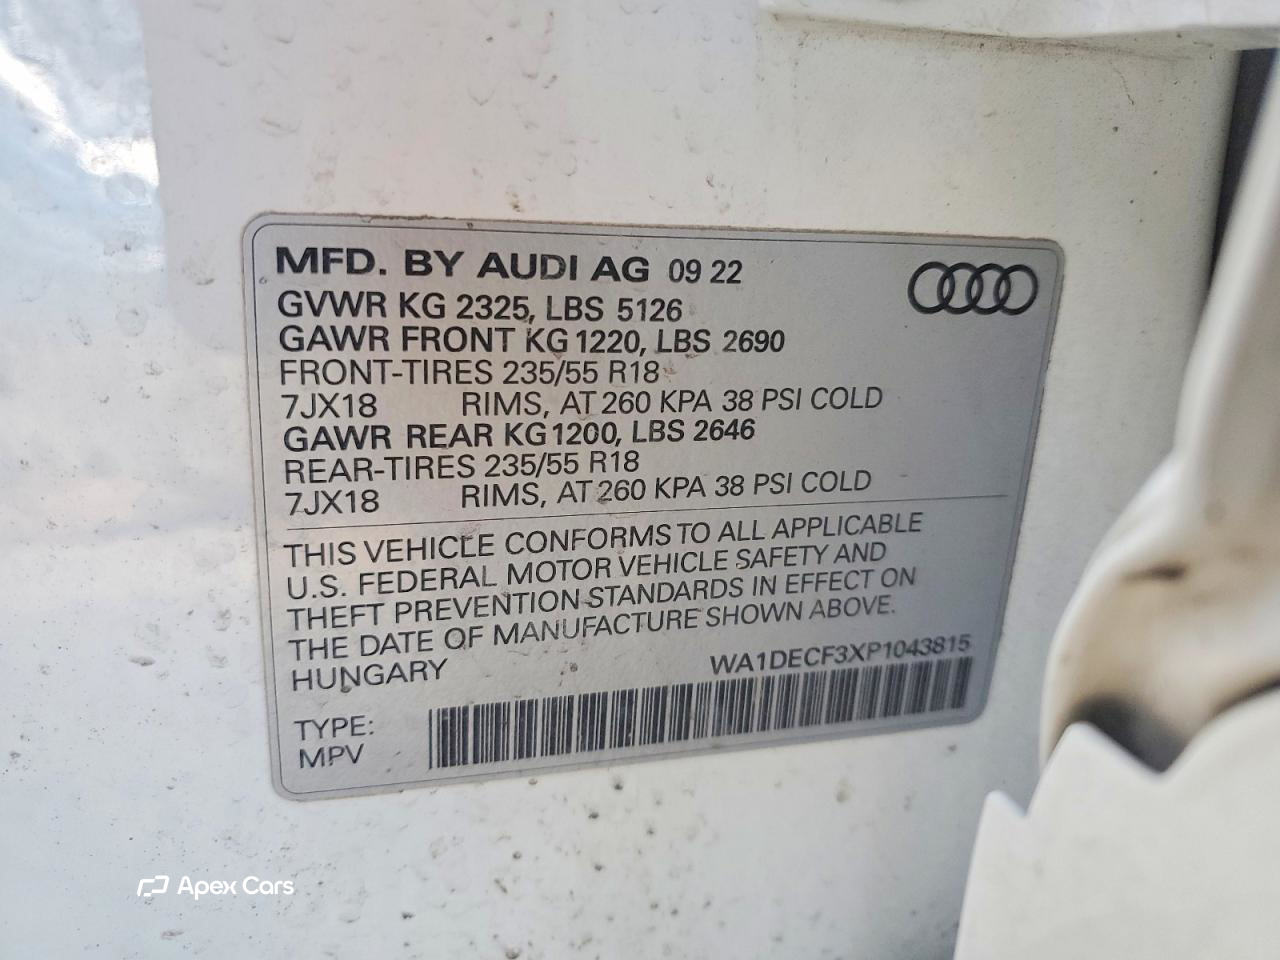 MFD. BY AUDI AG 09 22
GVWR KG 2325, LBS 5126
GAWR FRONT KG 1220, LBS 2690
FRONT-TIRES 235/55 R18
7JX18 RIMS, AT 260 KPA 38 PSI COLD
GAWR REAR KG 1200, LBS 2646
REAR-TIRES 235/55 R18
7JX18 RIMS, AT 260 KPA 38 PSI COLD
THIS VEHICLE CONFORMS TO ALL APPLICABLE
U.S. FEDERAL MOTOR VEHICLE SAFETY AND
THEFT PREVENTION STANDARDS IN EFFECT ON
THE DATE OF MANUFACTURE SHOWN ABOVE.
HUNGARY WA1DECF3XP1043815
TYPE:
MPV
Apex Cars